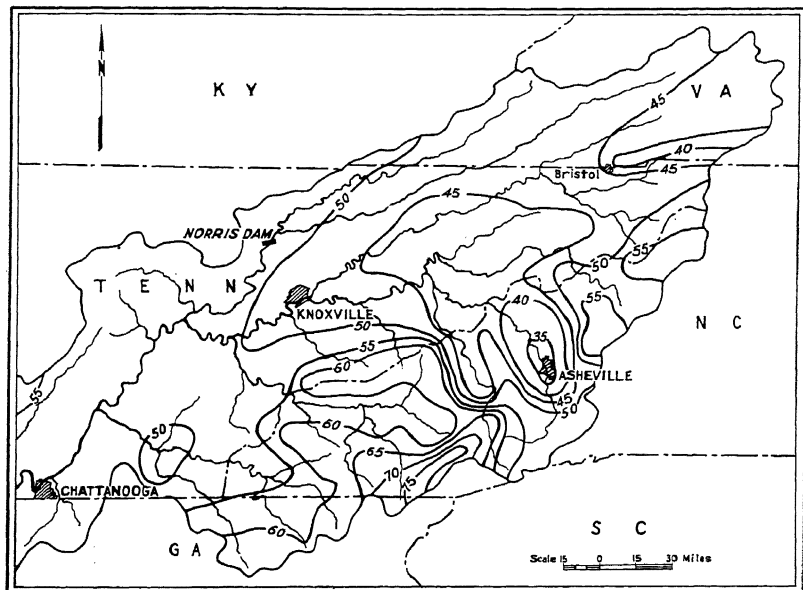 N
K Y
V A
45
40
Bristol
45
50
45
NORRIS DAM
55
50
T E N N
40
55
KNOXVILLE
N C
50
35
55
60
ASHEVILLE
45
50
55
60
50
65
70
75
CHATTANOOGA
60
G A
S C
Scale 15 0 15 30 Miles